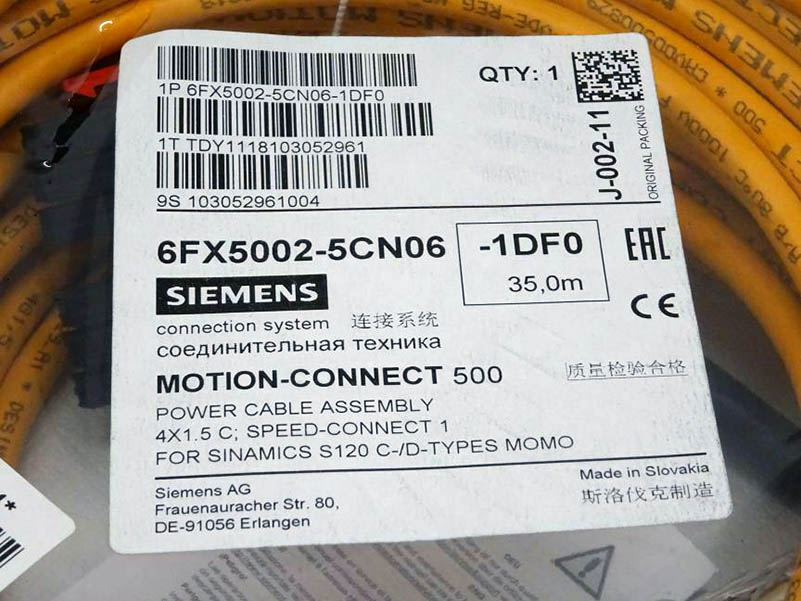 1P 6FX5002-5CN06-1DF0
QTY: 1
1T TDY1118103052961
9S 103052961004
J-002-11
ORIGINAL PACKING
6FX5002-5CN06
-1DF0
35,0m
EAC
CE
SIEMENS
connection system 连接系统
соединительная техника
MOTION-CONNECT 500
质量检验合格
POWER CABLE ASSEMBLY
4X1.5 C; SPEED-CONNECT 1
FOR SINAMICS S120 C-/D-TYPES MOMO
Siemens AG
Frauenauracher Str. 80,
DE-91056 Erlangen
Made in Slovakia
斯洛伐克制造
SIEMENS